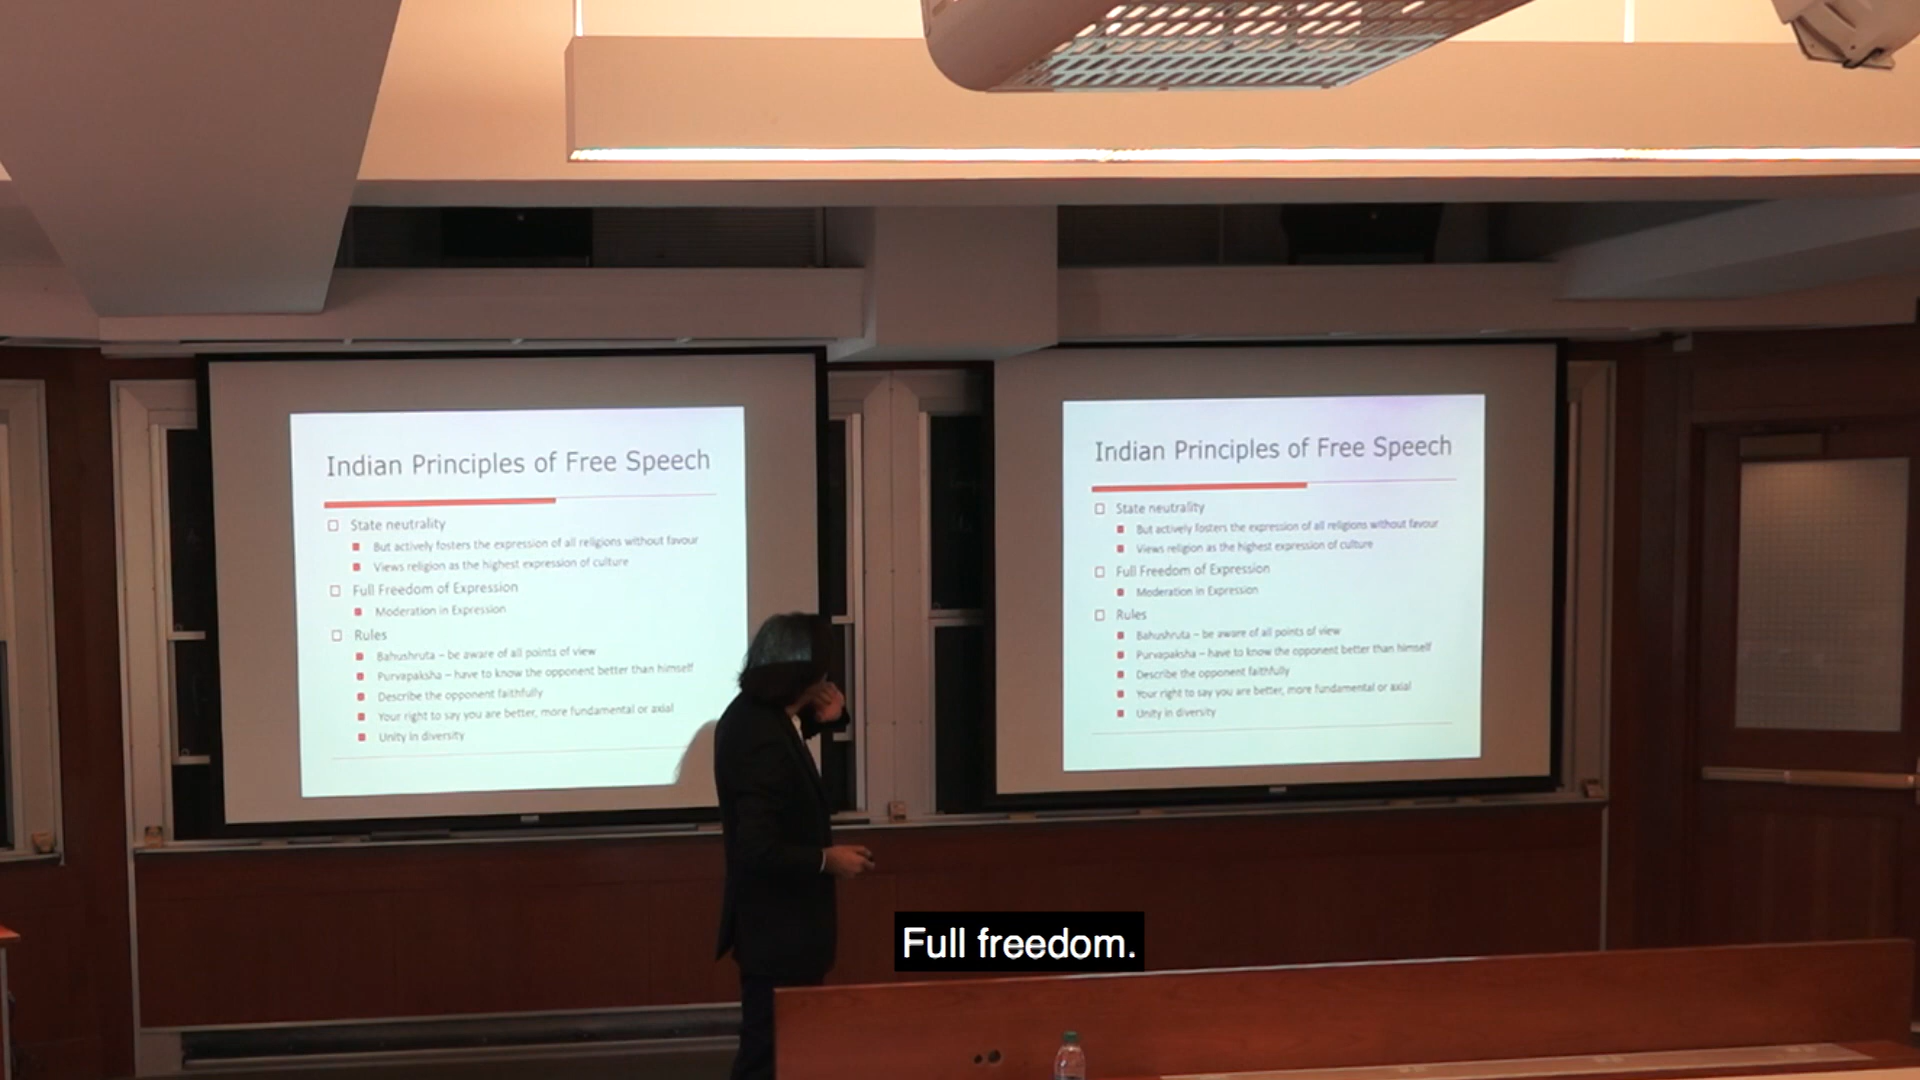 Indian Principles of Free Speech
State neutrality
But actively fosters the expression of all religions without favour
Views religion as the highest expression of culture
Full Freedom of Expression
Moderation in Expression
Rules
Bahushruta – be aware of all points of view
Purvapaksha – have to know the opponent better than himself
Describe the opponent faithfully
Your right to say you are better, more fundamental or axial
Unity in diversity
Indian Principles of Free Speech
State neutrality
But actively fosters the expression of all religions without favour
Views religion as the highest expression of culture
Full Freedom of Expression
Moderation in Expression
Rules
Bahushruta – be aware of all points of view
Purvapaksha – have to know the opponent better than himself
Describe the opponent faithfully
Your right to say you are better, more fundamental or axial
Unity in diversity
Full freedom.